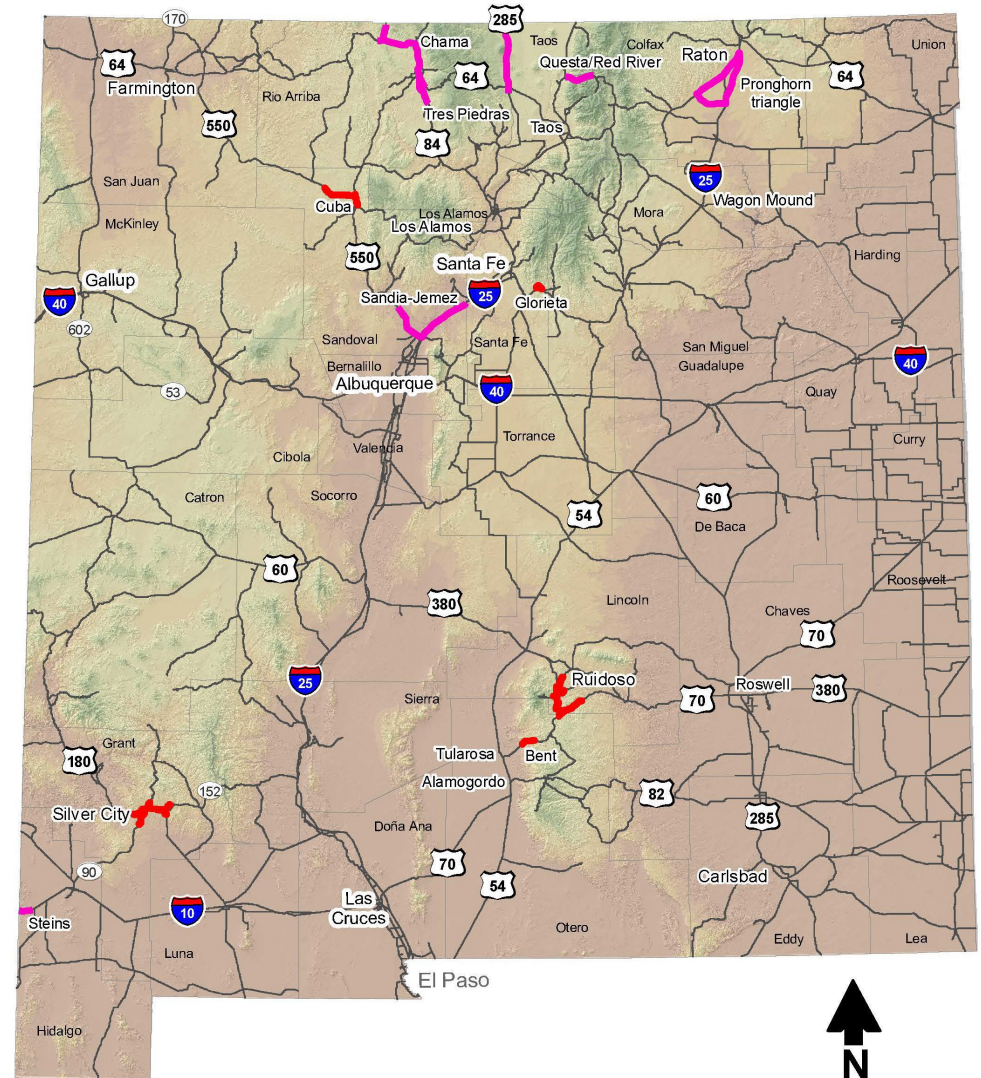 170
285
Chama
Taos
Colfax
Union
64
Questa/Red River
Raton
64
64
Farmington
Rio Arriba
Pronghorn
triangle
Tres Piedras
550
Taos
84
San Juan
25
Cuba
Wagon Mound
McKinley
Los Alamos
Los Alamos
Mora
550
Harding
Santa Fe
Gallup
40
Sandia-Jemez
25
Glorieta
602
Sandoval
Santa Fe
San Miguel
Bernalillo
Guadalupe
40
Albuquerque
40
53
Quay
Torrance
Curry
Valencia
Cibola
Catron
Socorro
60
54
De Baca
60
Roosevelt
380
Lincoln
Chaves
70
25
Ruidoso
Roswell
Sierra
70
380
Grant
Tularosa
Bent
180
Alamogordo
152
82
Silver City
Doña Ana
285
70
90
54
Carlsbad
Las
Cruces
10
Steins
Otero
Eddy
Lea
Luna
El Paso
Hidalgo
N